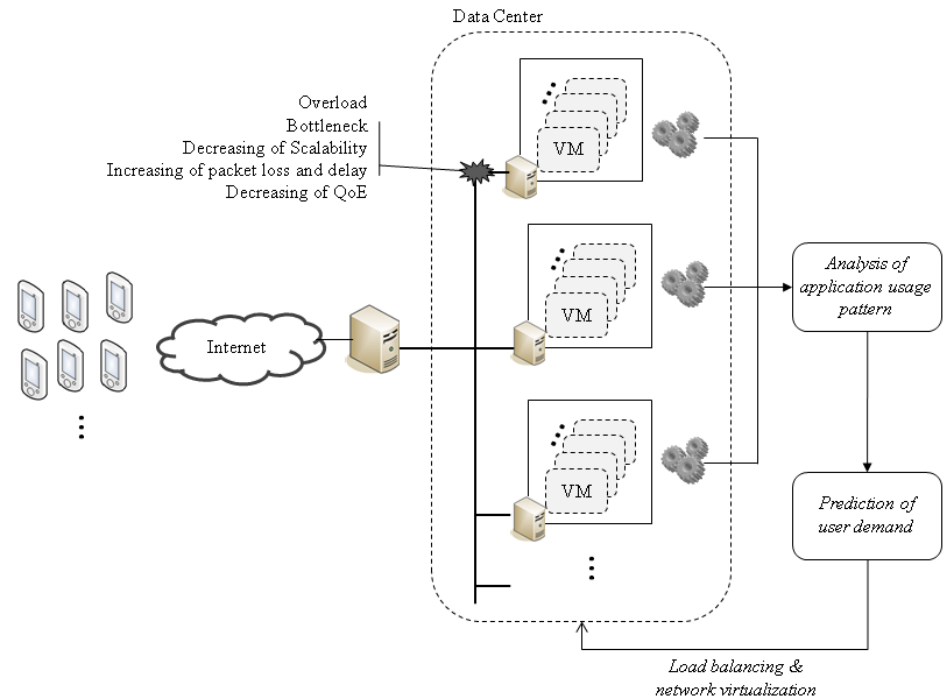 Data Center
Overload
Bottleneck
Decreasing of Scalability
Increasing of packet loss and delay
Decreasing of QoE
VM
VM
VM
Internet
Analysis of
application usage
pattern
Prediction of
user demand
Load balancing &
network virtualization